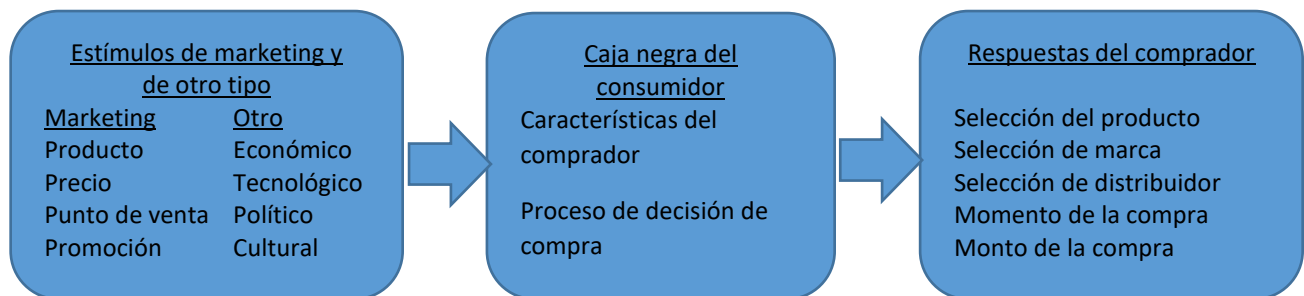 Estímulos de marketing y
de otro tipo
Marketing Otro
Producto Económico
Precio Tecnológico
Punto de venta Político
Promoción Cultural
Caja negra del
consumidor
Características del
comprador
Proceso de decisión de
compra
Respuestas del comprador
Selección del producto
Selección de marca
Selección de distribuidor
Momento de la compra
Monto de la compra